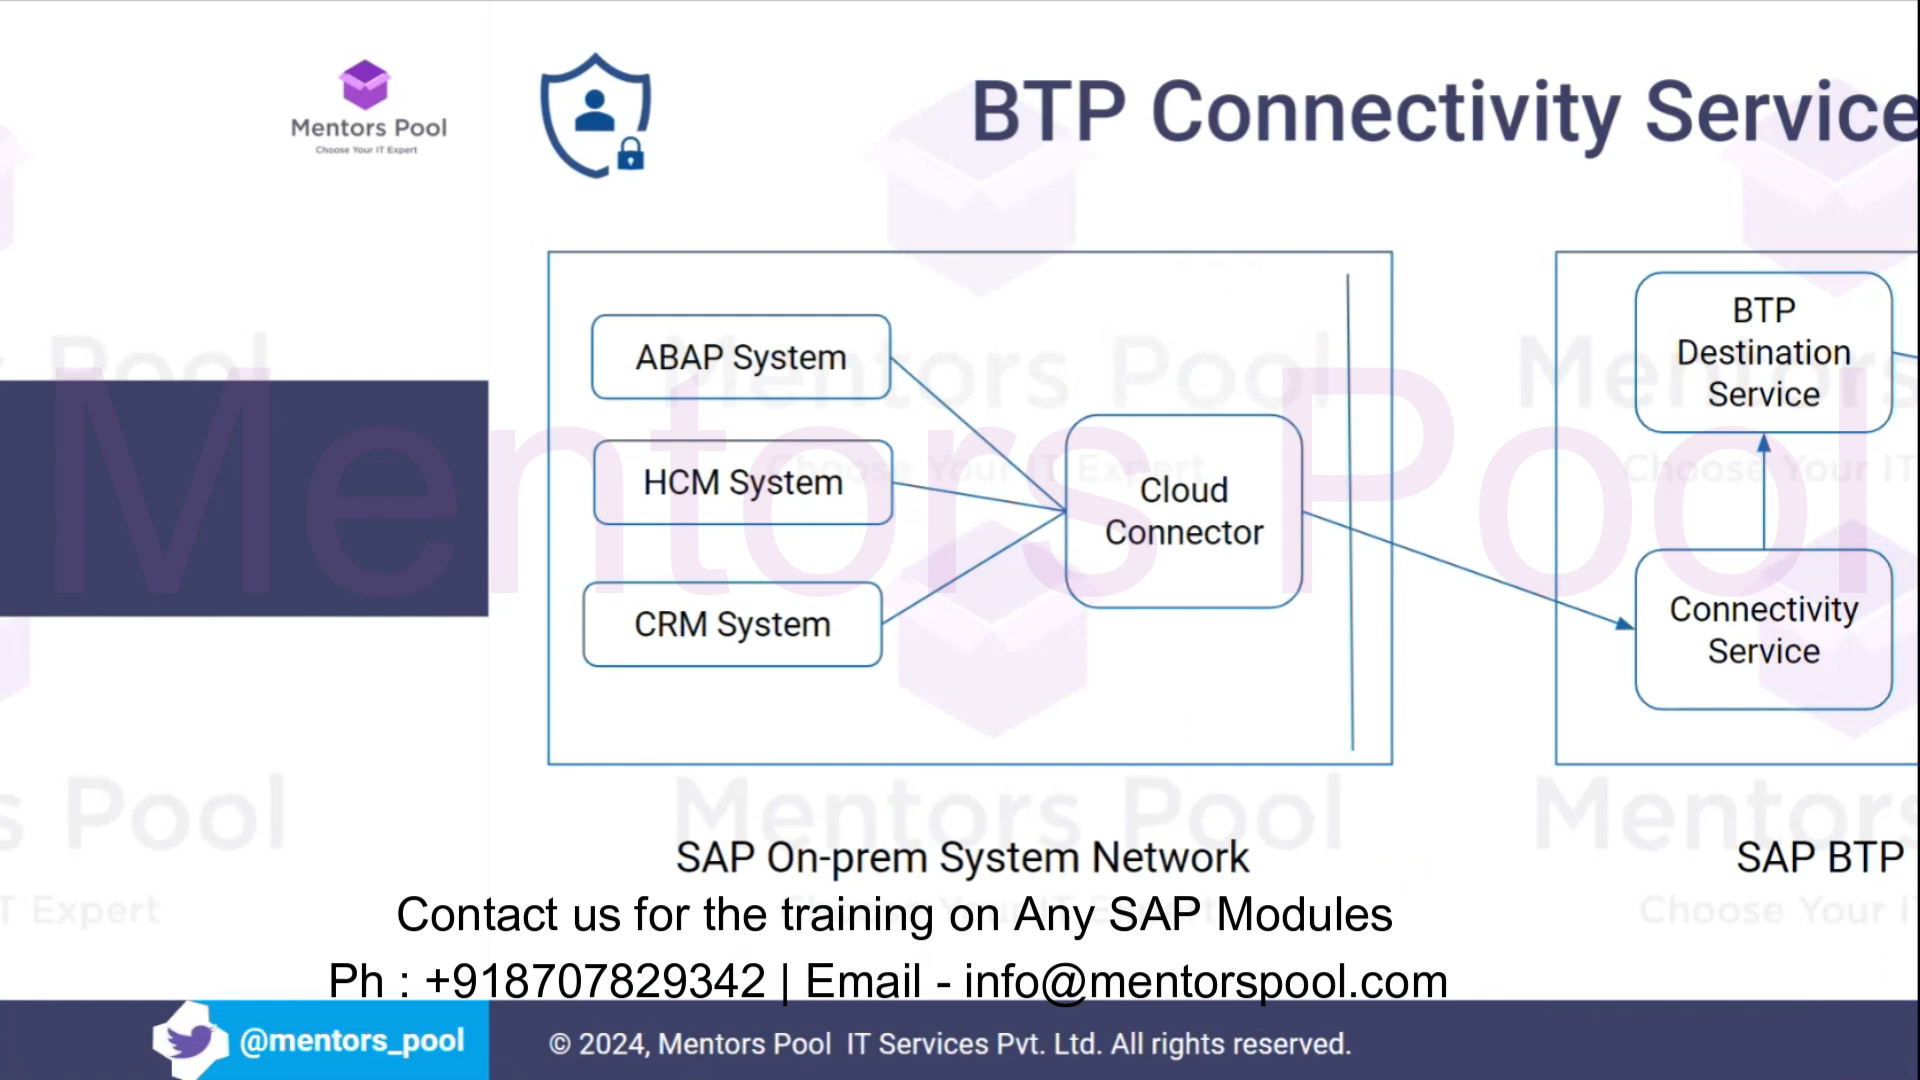 Mentors Pool
Choose Your IT Expert
BTP Connectivity Service
ABAP System
HCM System
CRM System
Cloud
Connector
BTP
Destination
Service
Connectivity
Service
Mentors Pool
SAP On-prem System Network
SAP BTP
Contact us for the training on Any SAP Modules
Ph : +918707829342 | Email - info@mentorspool.com
@mentors_pool
© 2024, Mentors Pool IT Services Pvt. Ltd. All rights reserved.